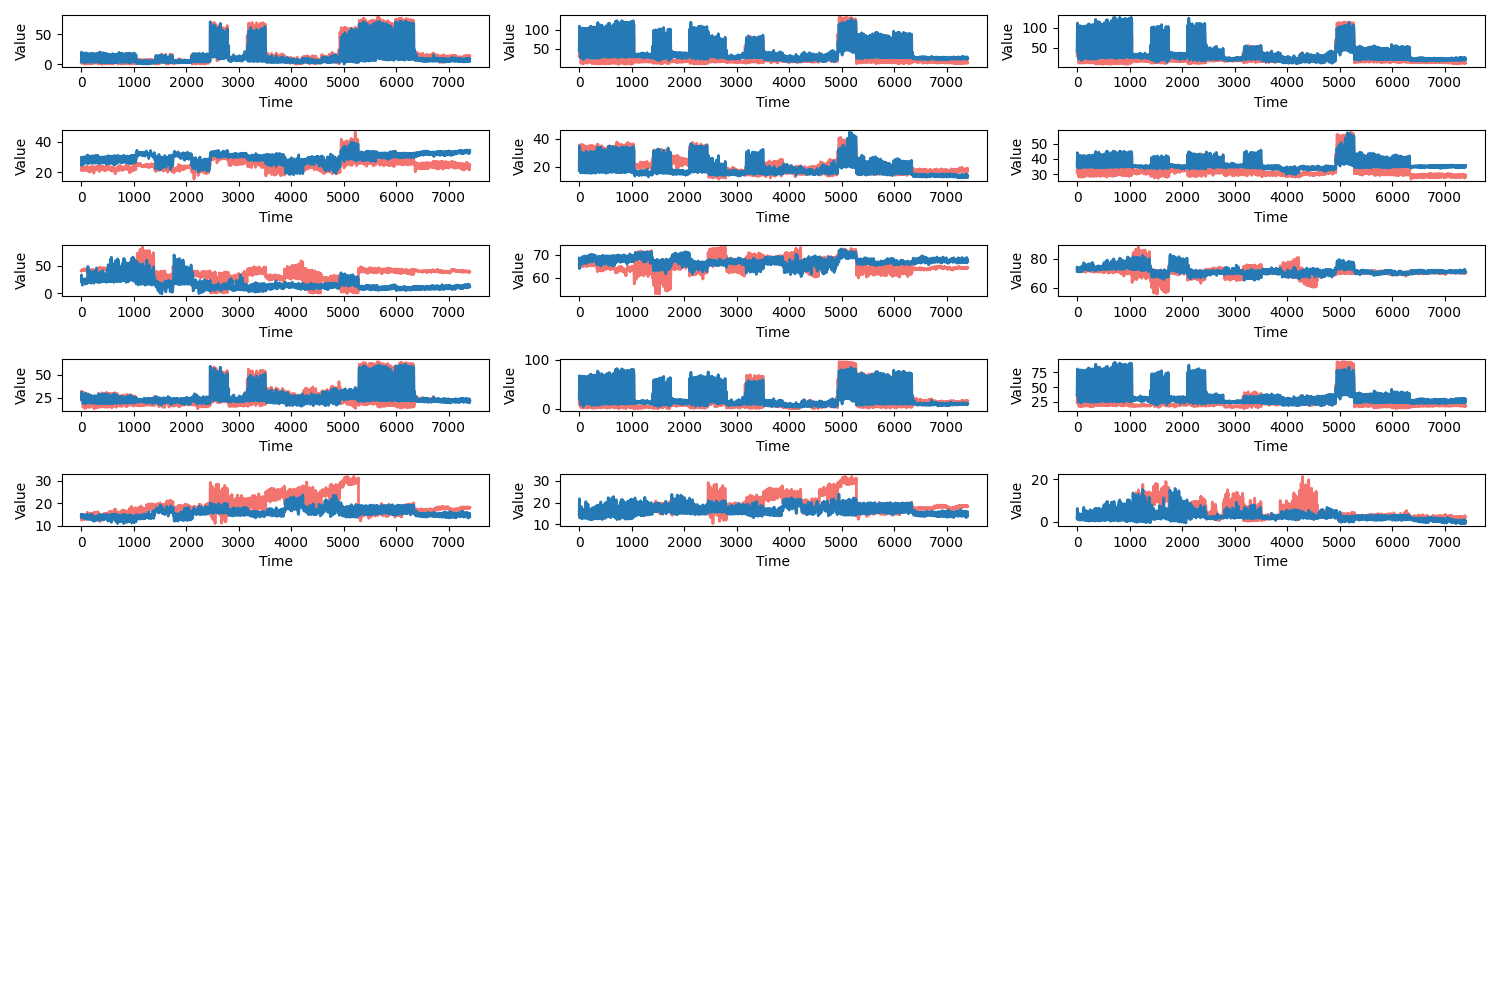 Value 50 0 0 1000 2000 3000 4000 5000 6000 7000 Time
Value 100 50 0 1000 2000 3000 4000 5000 6000 7000 Time
Value 100 50 0 1000 2000 3000 4000 5000 6000 7000 Time
Value 40 20 0 1000 2000 3000 4000 5000 6000 7000 Time
Value 40 20 0 1000 2000 3000 4000 5000 6000 7000 Time
Value 50 40 30 0 1000 2000 3000 4000 5000 6000 7000 Time
Value 50 0 0 1000 2000 3000 4000 5000 6000 7000 Time
Value 70 60 0 1000 2000 3000 4000 5000 6000 7000 Time
Value 80 60 0 1000 2000 3000 4000 5000 6000 7000 Time
Value 50 25 0 1000 2000 3000 4000 5000 6000 7000 Time
Value 100 0 0 1000 2000 3000 4000 5000 6000 7000 Time
Value 75 50 25 0 1000 2000 3000 4000 5000 6000 7000 Time
Value 30 20 10 0 1000 2000 3000 4000 5000 6000 7000 Time
Value 30 20 10 0 1000 2000 3000 4000 5000 6000 7000 Time
Value 20 0 0 1000 2000 3000 4000 5000 6000 7000 Time